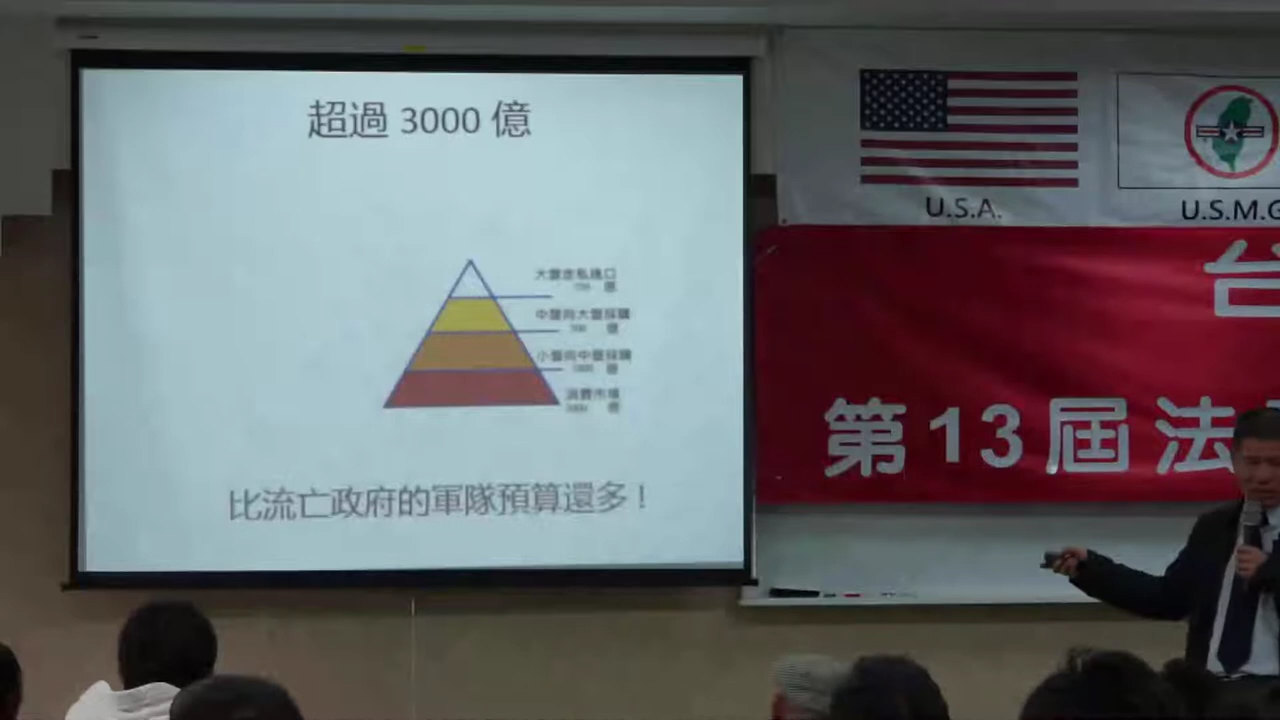 超過 3000 億
大盤走私進口
億
中盤向大盤採購
億
小盤向中盤採購
億
消費市場
3000 億
比流亡政府的軍隊預算還多！
U.S.A.
U.S.M.G
台
第13屆法